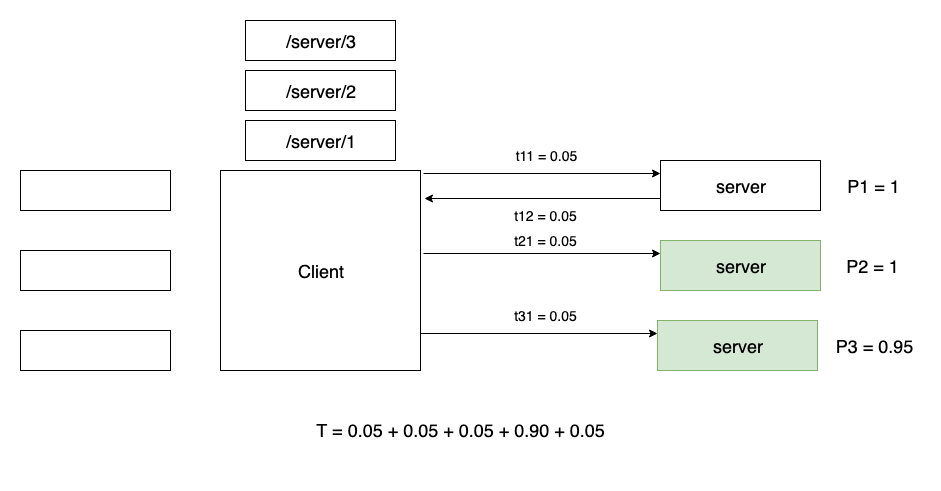 /server/3
/server/2
/server/1
t11 = 0.05
server
P1 = 1
t12 = 0.05
t21 = 0.05
Client
server
P2 = 1
t31 = 0.05
server
P3 = 0.95
T = 0.05 + 0.05 + 0.05 + 0.90 + 0.05